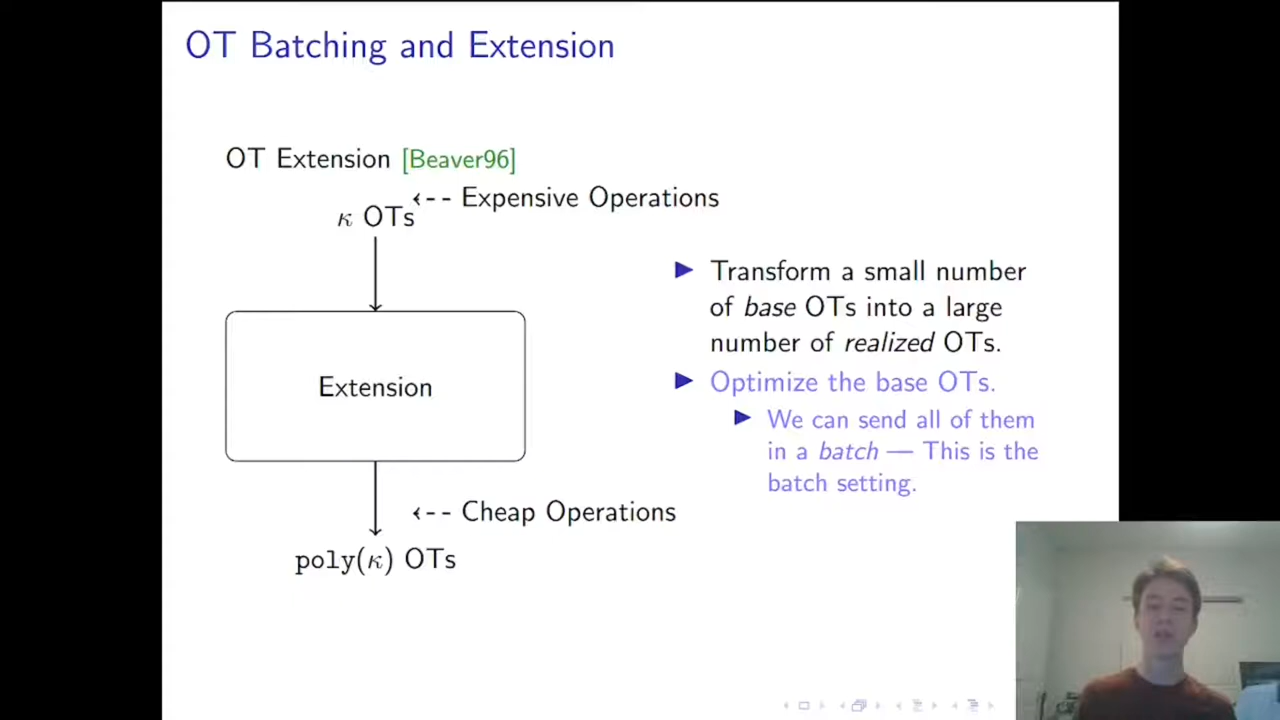 OT Batching and Extension
OT Extension [Beaver96]
κ OTs
Expensive Operations
Extension
Cheap Operations
poly(κ) OTs
Transform a small number
of base OTs into a large
number of realized OTs.
Optimize the base OTs.
We can send all of them
in a batch — This is the
batch setting.